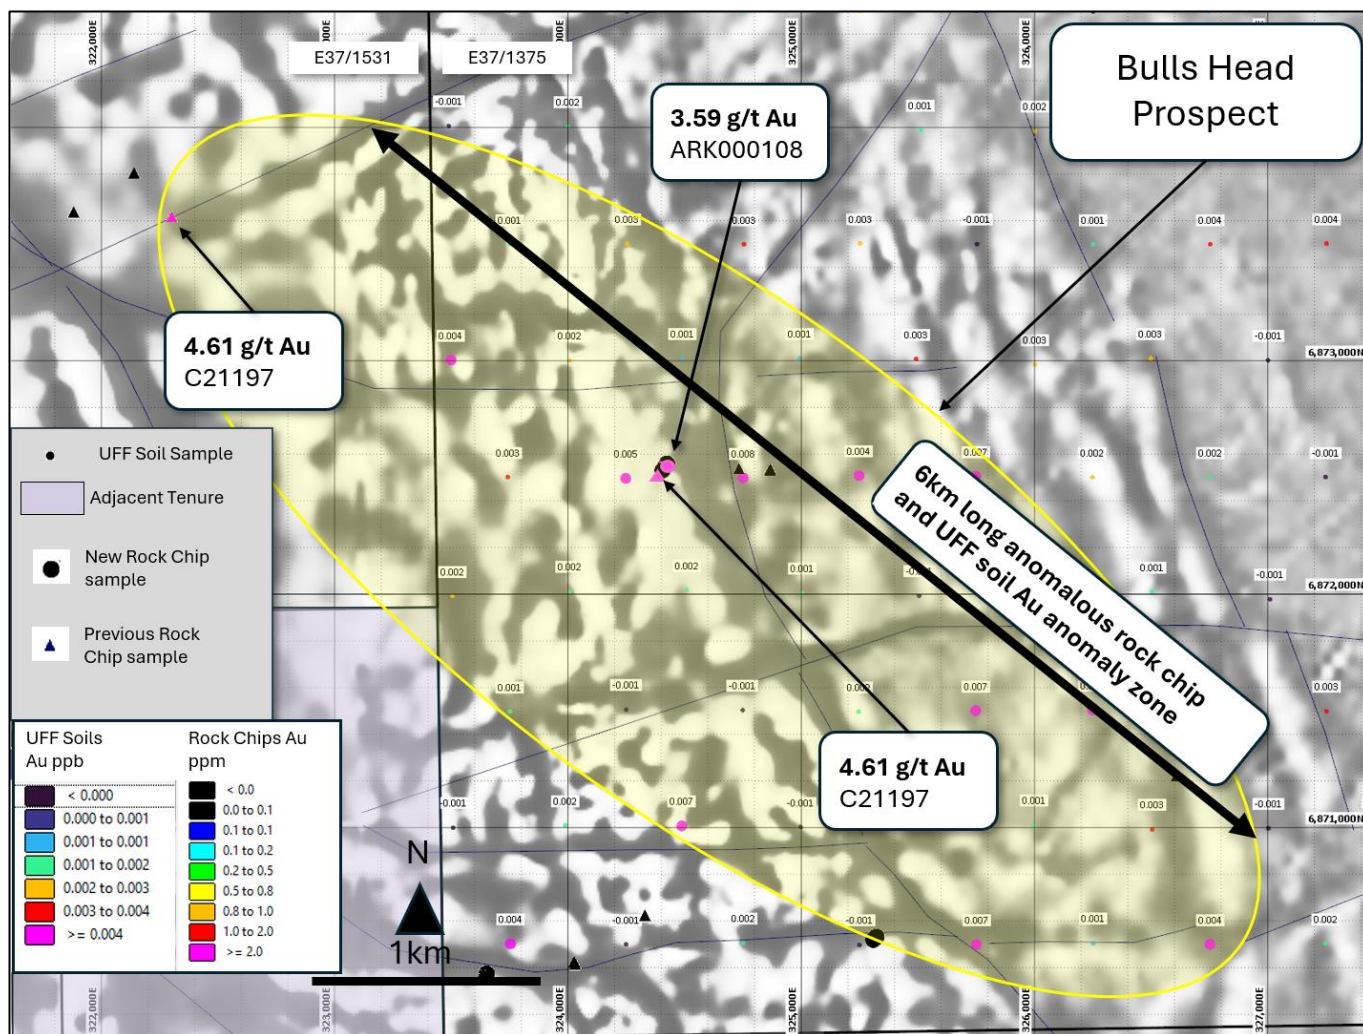 322,000E
325,000E
326,000E
E37/1531
E37/1375
Bulls Head
Prospect
-0.001
0.002
3.59 g/t Au
ARK000108
0.001
0.002
0.001
0.003
0.003
0.003
-0.001
0.001
0.004
0.004
4.61 g/t Au
C21197
0.004
0.002
0.001
0.001
0.003
0.003
0.003
-0.001
6,873,000N
0.003
0.005
0.008
0.004
0.007
0.002
0.002
-0.001
6km long anomalous rock chip
and UFF soil Au anomaly zone
UFF Soil Sample
Adjacent Tenure
New Rock Chip
sample
Previous Rock
Chip sample
0.002
0.002
0.002
0.001
0.001
-0.001
6,872,000N
0.001
-0.001
-0.001
0.007
0.003
4.61 g/t Au
C21197
UFF Soils
Au ppb
< 0.000
0.000 to 0.001
0.001 to 0.001
0.001 to 0.002
0.002 to 0.003
0.003 to 0.004
>= 0.004
Rock Chips Au
ppm
< 0.0
0.0 to 0.1
0.1 to 0.1
0.1 to 0.2
0.2 to 0.5
0.5 to 0.8
0.8 to 1.0
1.0 to 2.0
>= 2.0
-0.001
0.002
0.007
0.001
0.003
-0.001
6,871,000N
N
1km
0.004
-0.001
0.002
-0.001
0.007
0.001
0.004
0.002
322,000E
323,000E
324,000E
325,000E
326,000E
327,000E